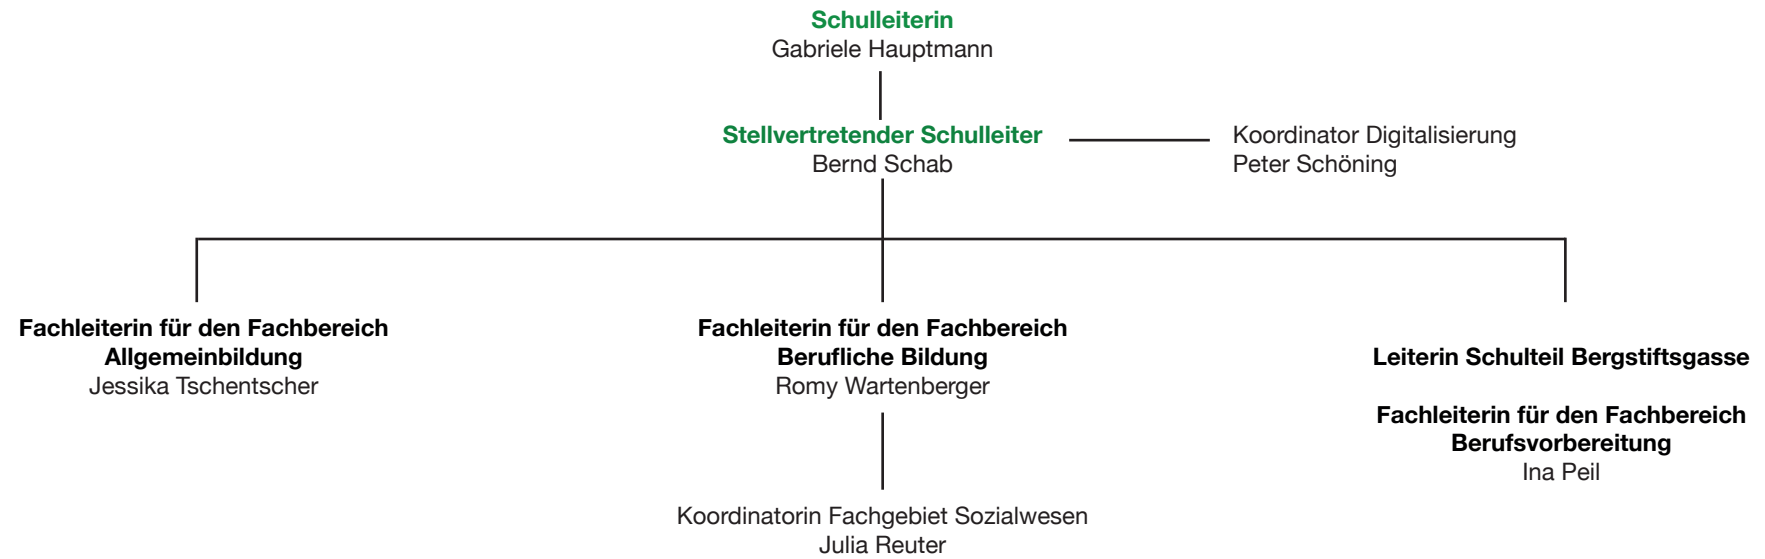 Schulleiterin
Gabriele Hauptmann
Stellvertretender Schulleiter
Bernd Schab
Koordinator Digitalisierung
Peter Schöning
Fachleiterin für den Fachbereich
Allgemeinbildung
Jessika Tschentscher
Fachleiterin für den Fachbereich
Berufliche Bildung
Romy Wartenberger
Leiterin Schulteil Bergstiftsgasse
Fachleiterin für den Fachbereich
Berufsvorbereitung
Ina Peil
Koordinatorin Fachgebiet Sozialwesen
Julia Reuter